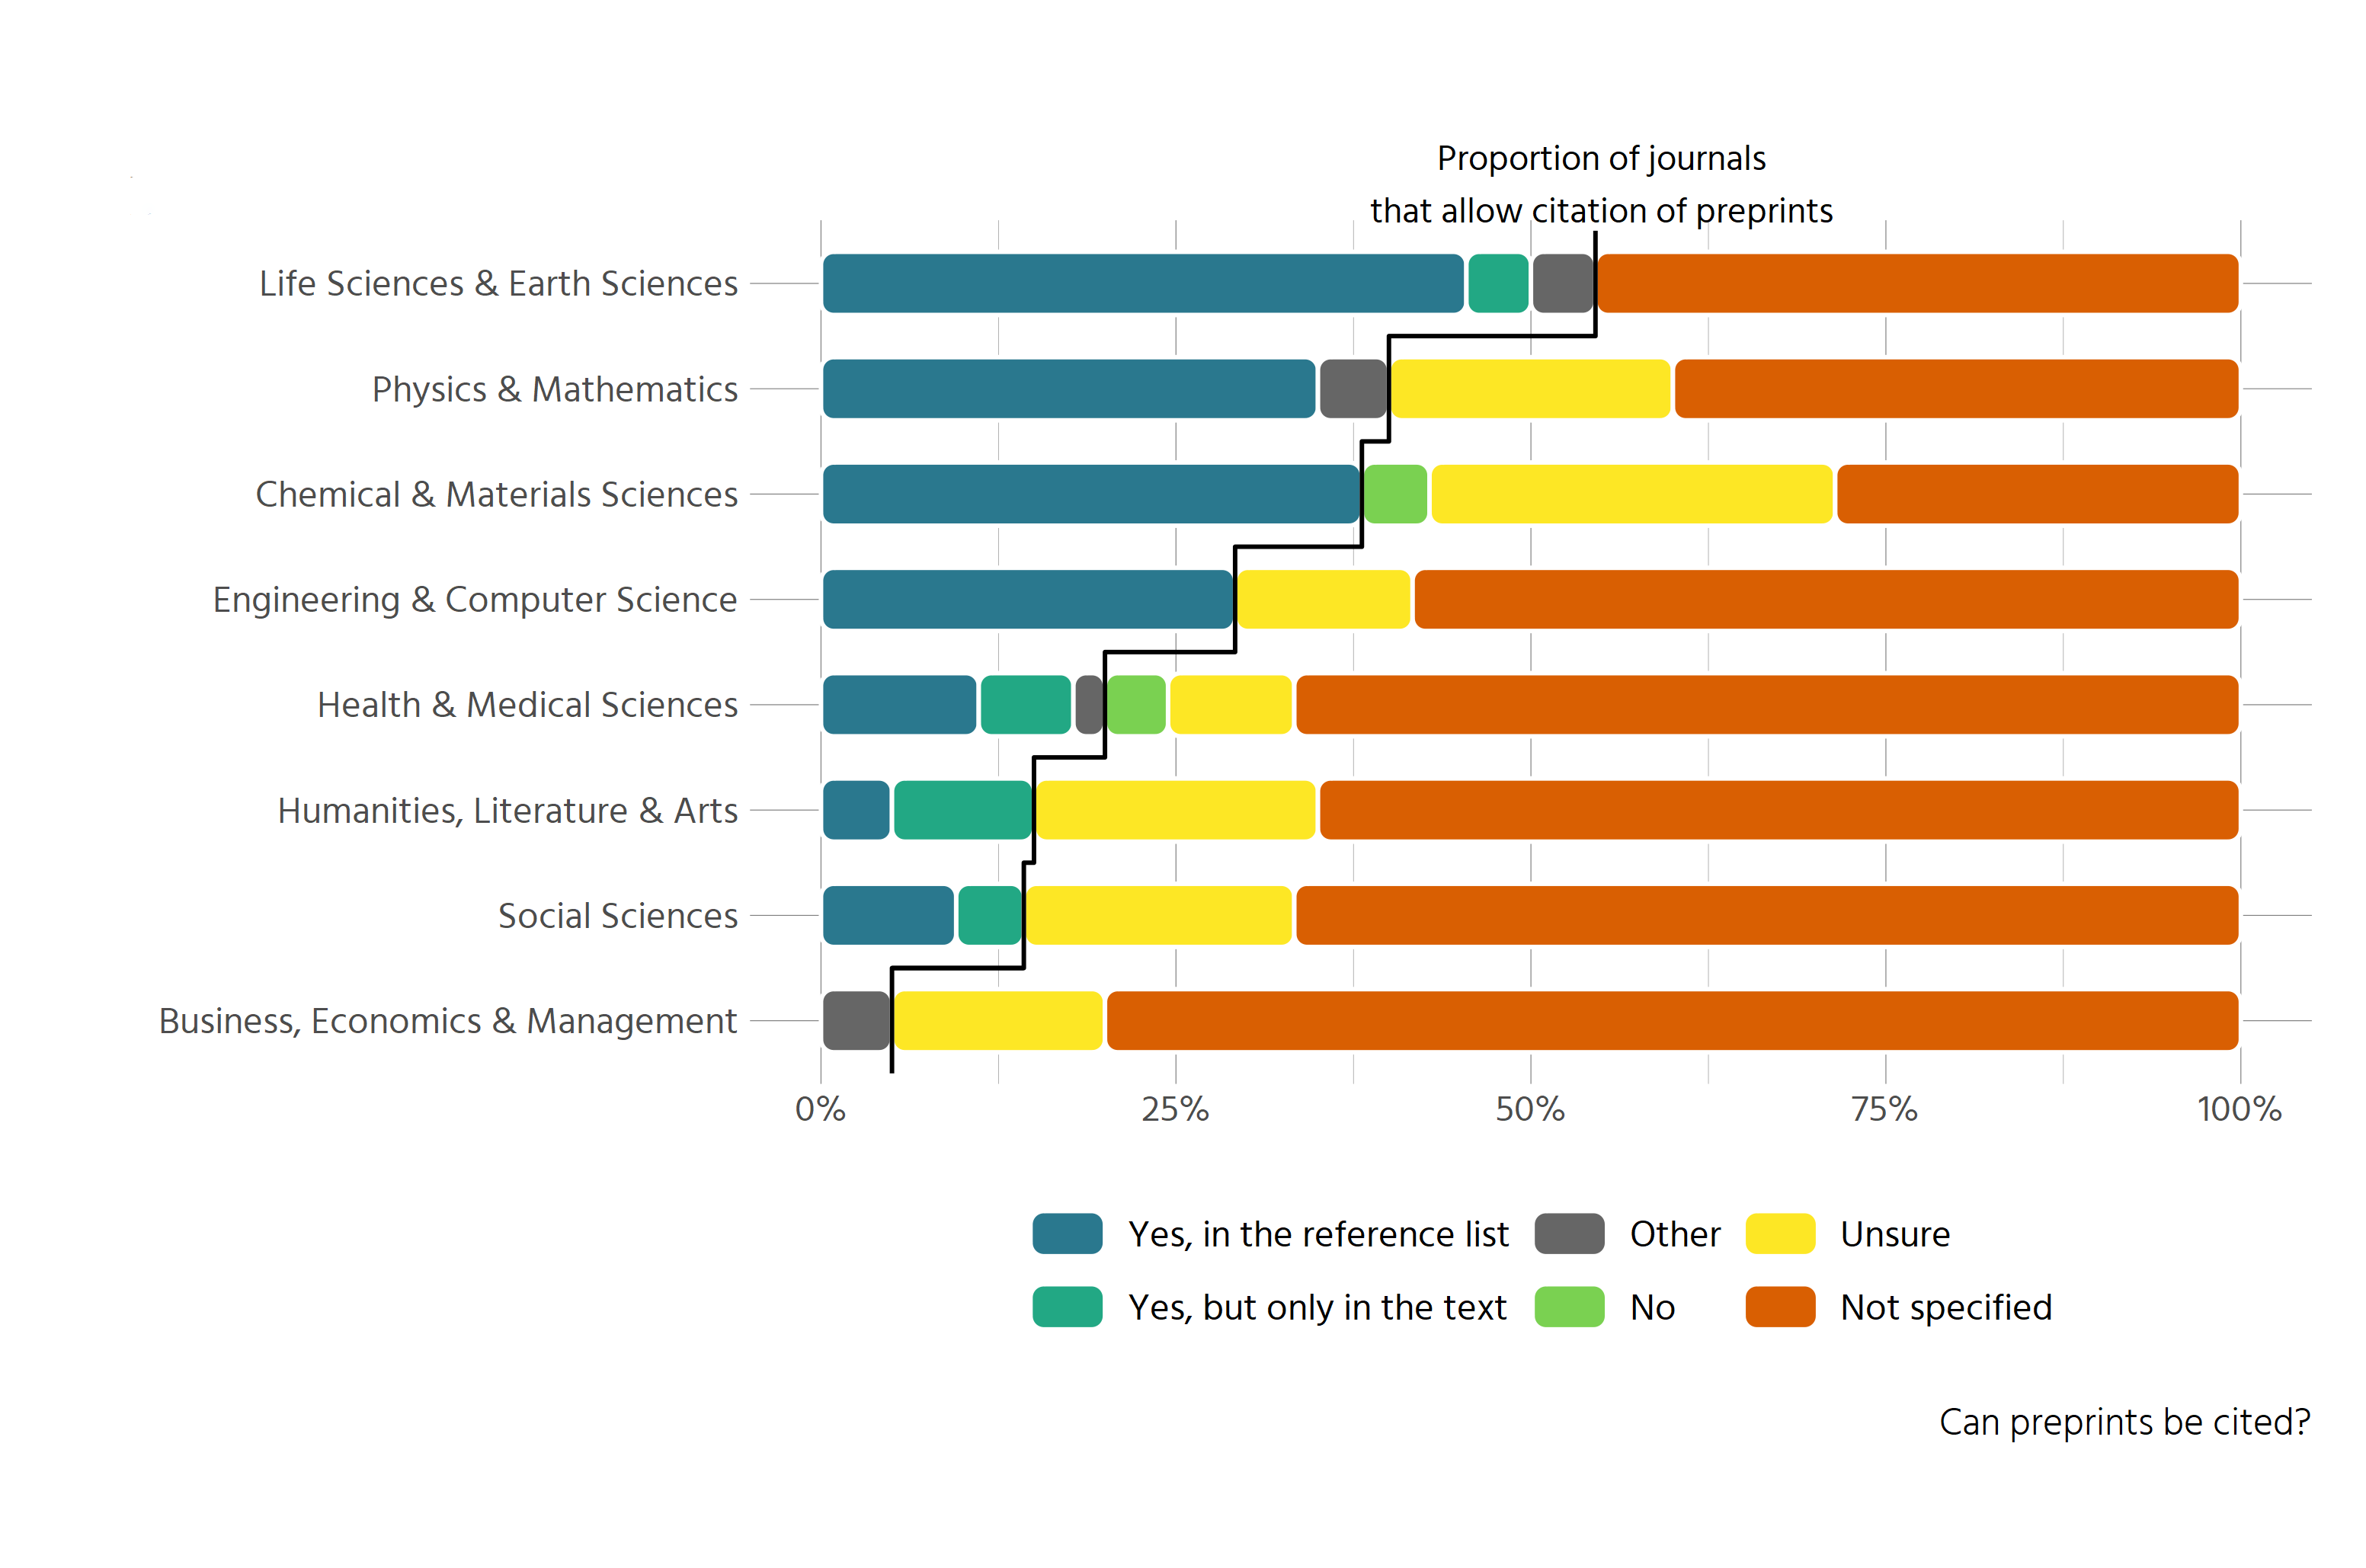 Proportion of journals
that allow citation of preprints
Life Sciences & Earth Sciences
Physics & Mathematics
Chemical & Materials Sciences
Engineering & Computer Science
Health & Medical Sciences
Humanities, Literature & Arts
Social Sciences
Business, Economics & Management
0% 25% 50% 75% 100%
Yes, in the reference list Other Unsure
Yes, but only in the text No Not specified
Can preprints be cited?